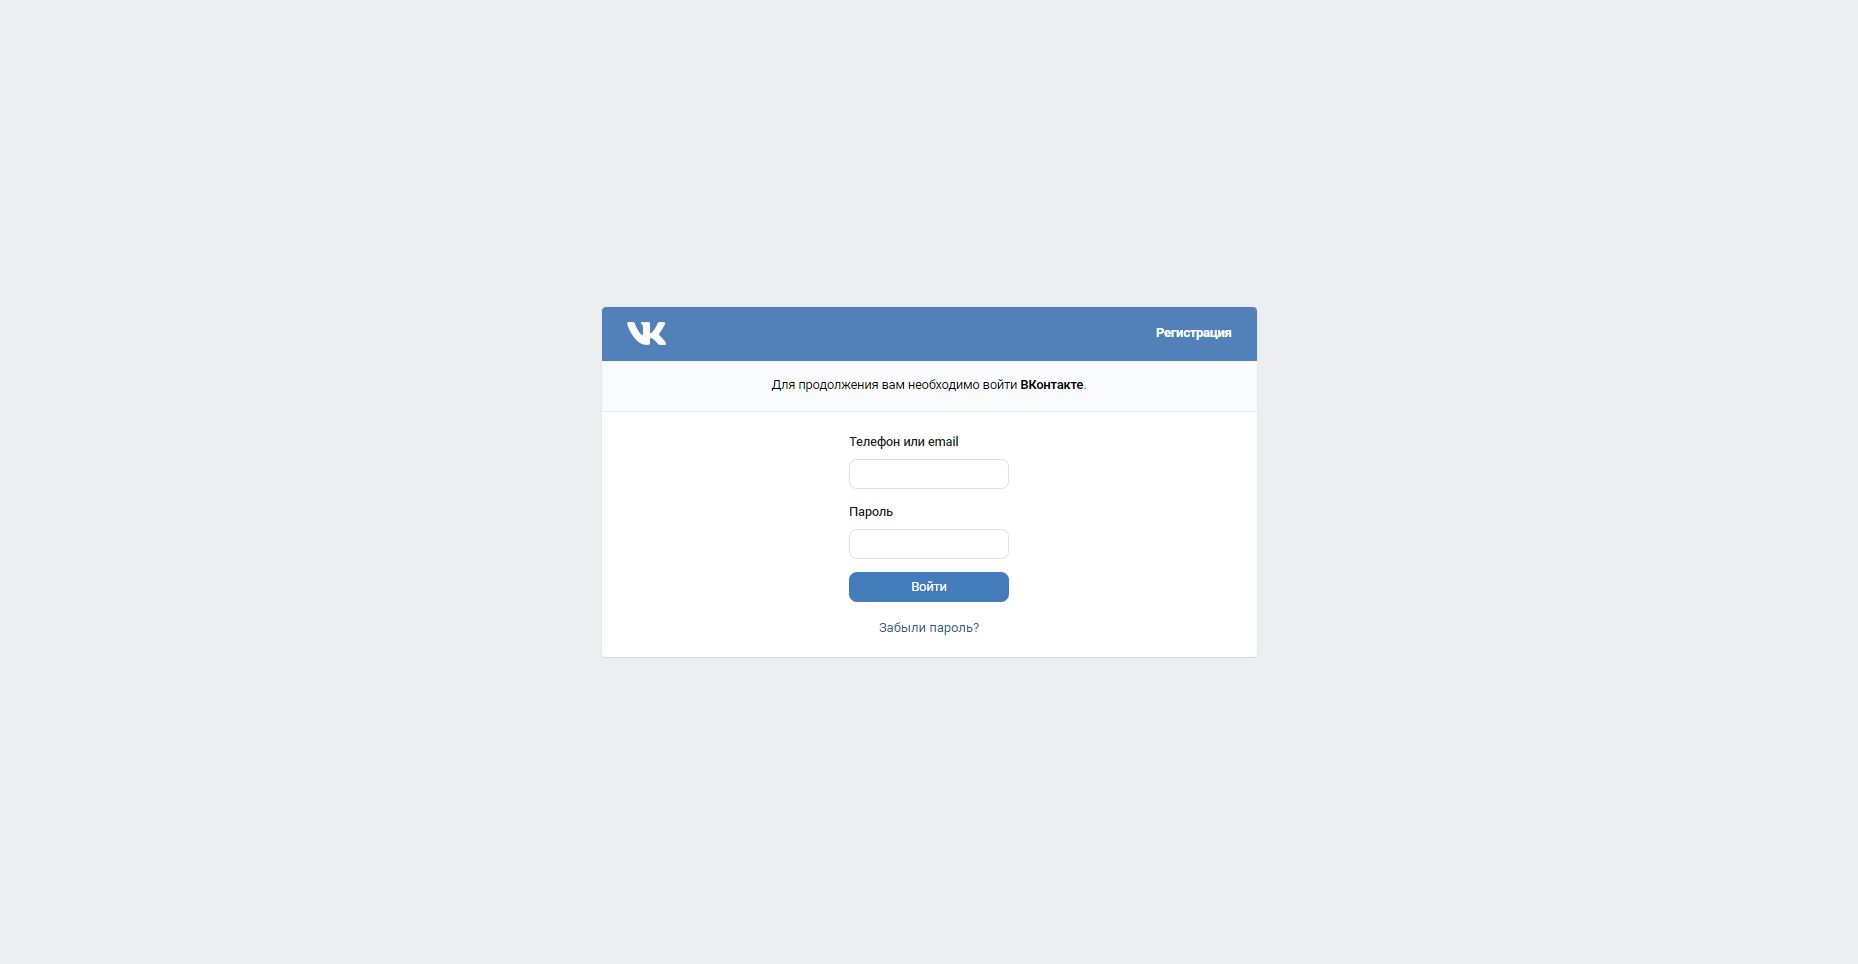 VK
Регистрация
Для продолжения вам необходимо войти ВКонтакте.
Телефон или email
Пароль
Войти
Забыли пароль?